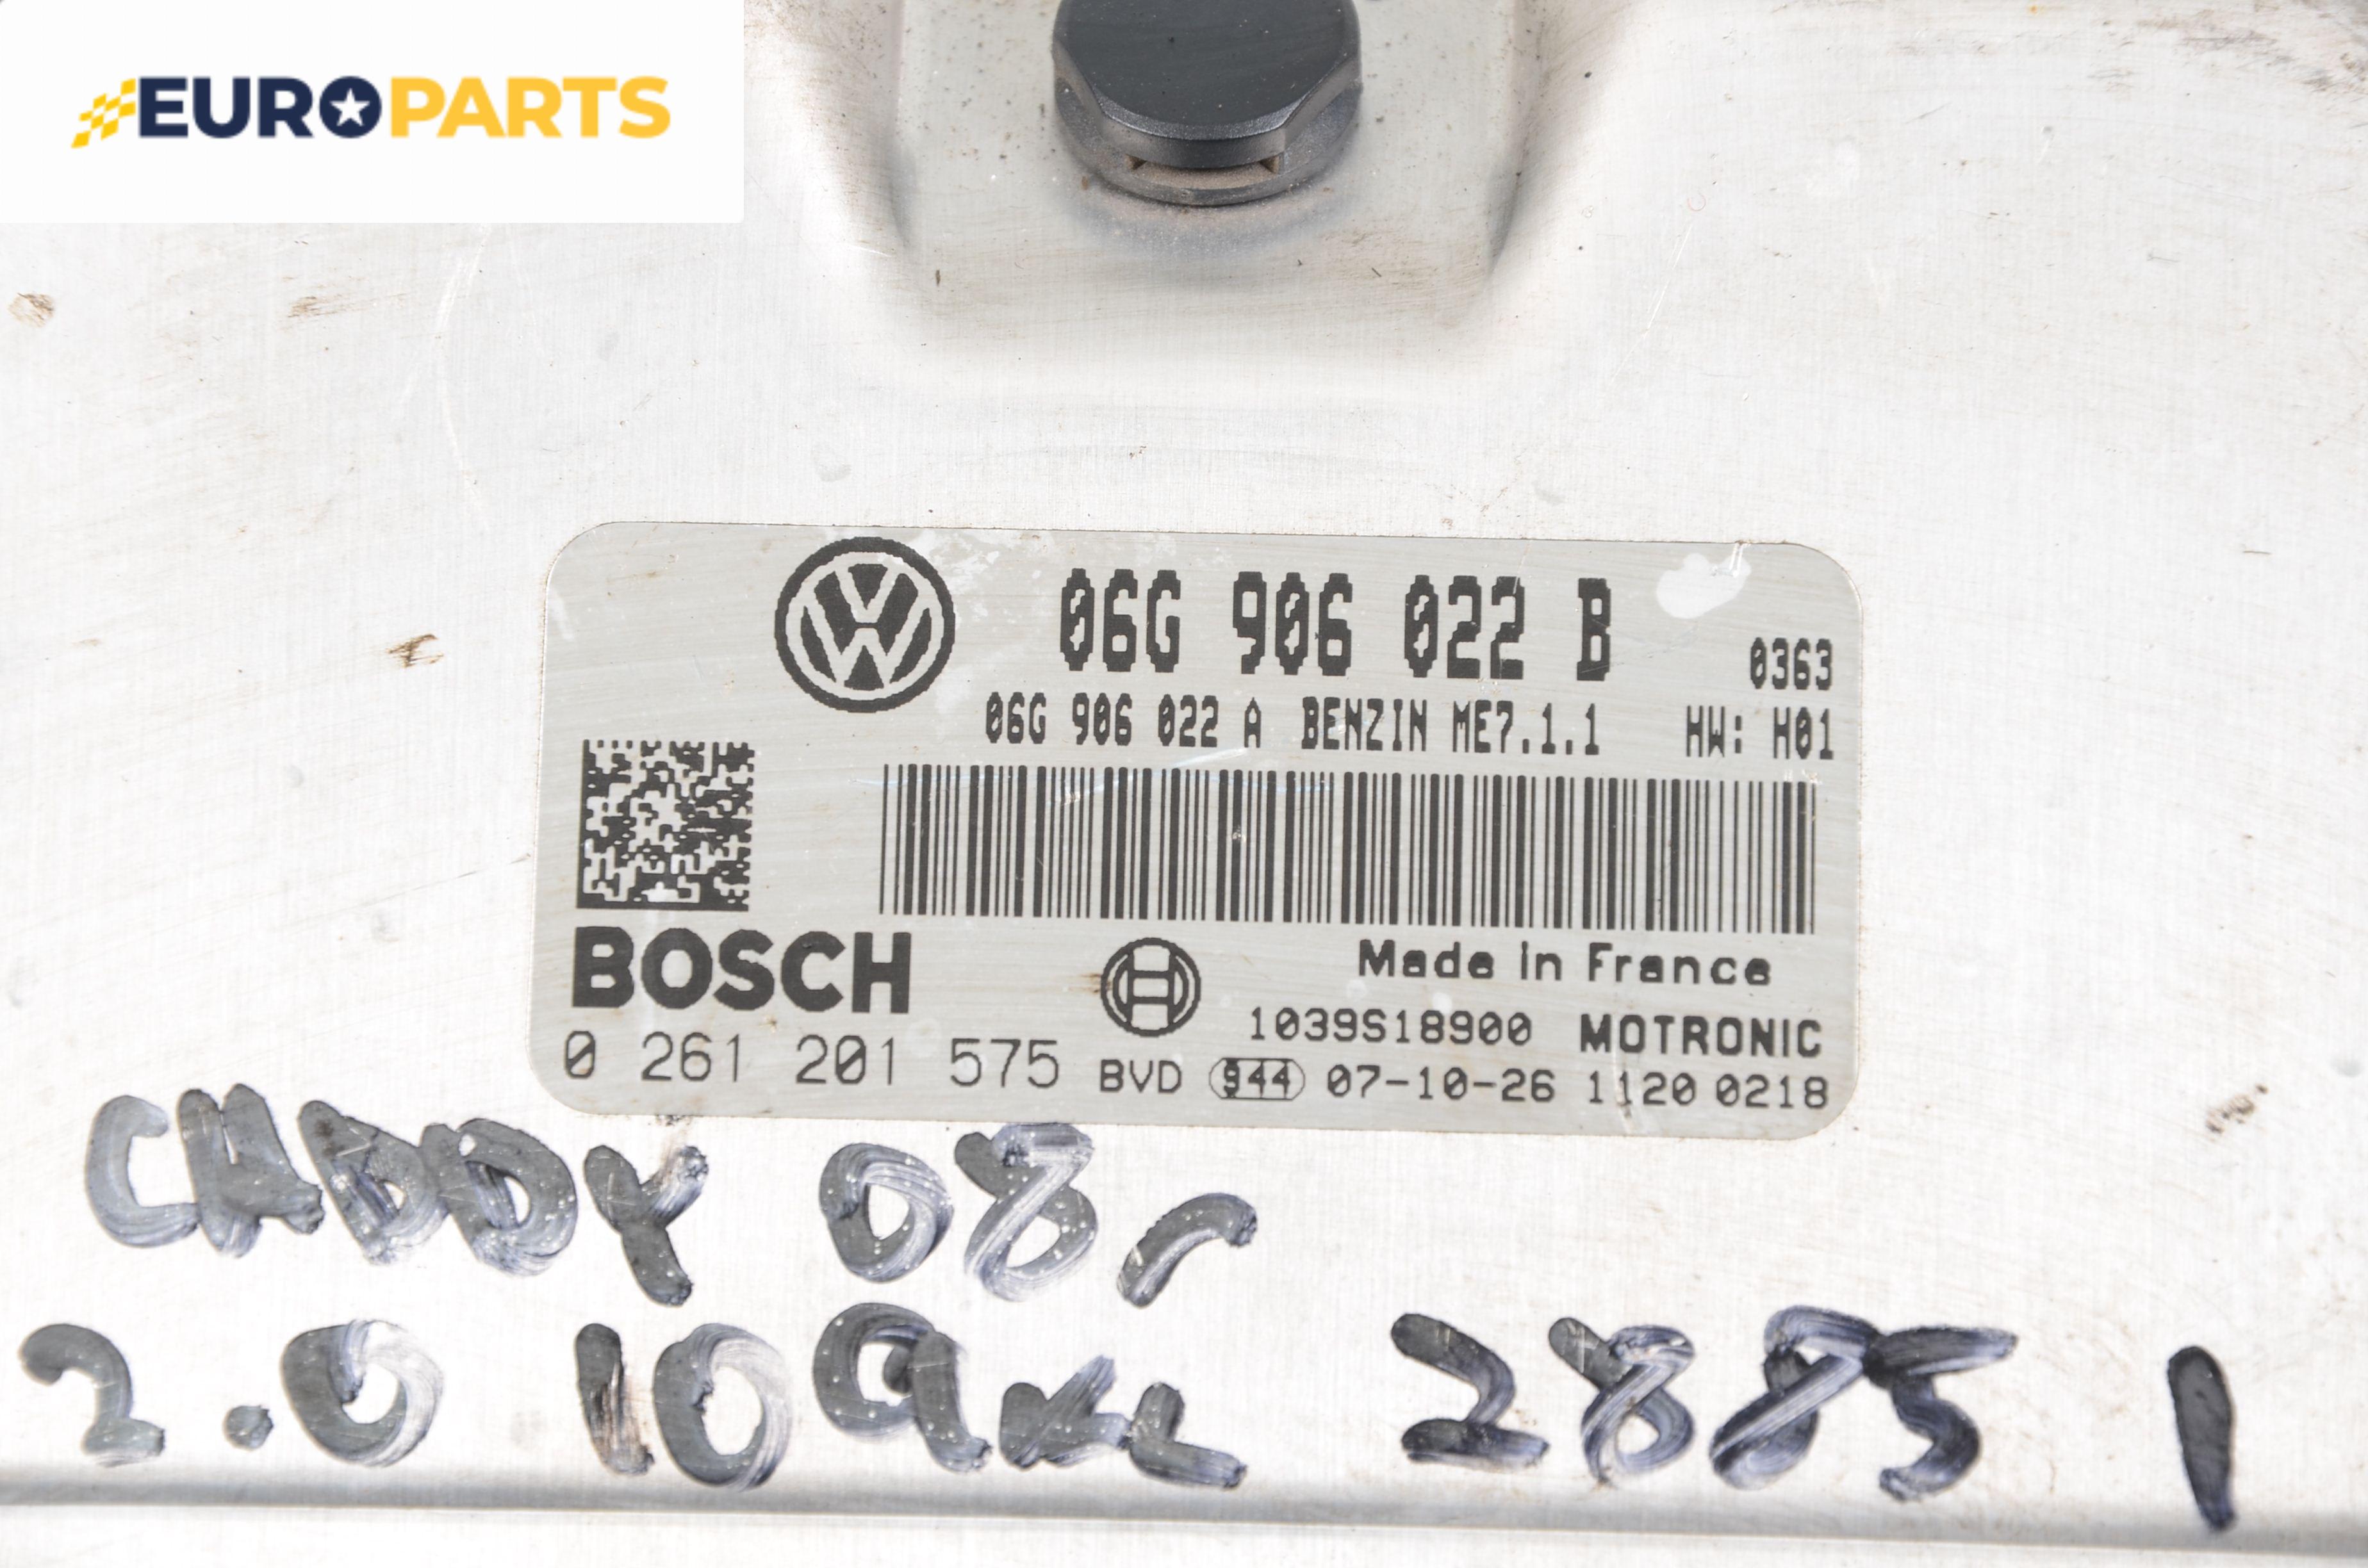 EUROPARTS
06G 906 022 B
0363
06G 906 022 A BENZIN ME7.1.1 HW: H01
BOSCH
Made in France
1039S18900 MOTRONIC
0 261 201 575 BVD 944 07-10-26 1120 0218
CADDY 08г
2.0 109кс 2885 1